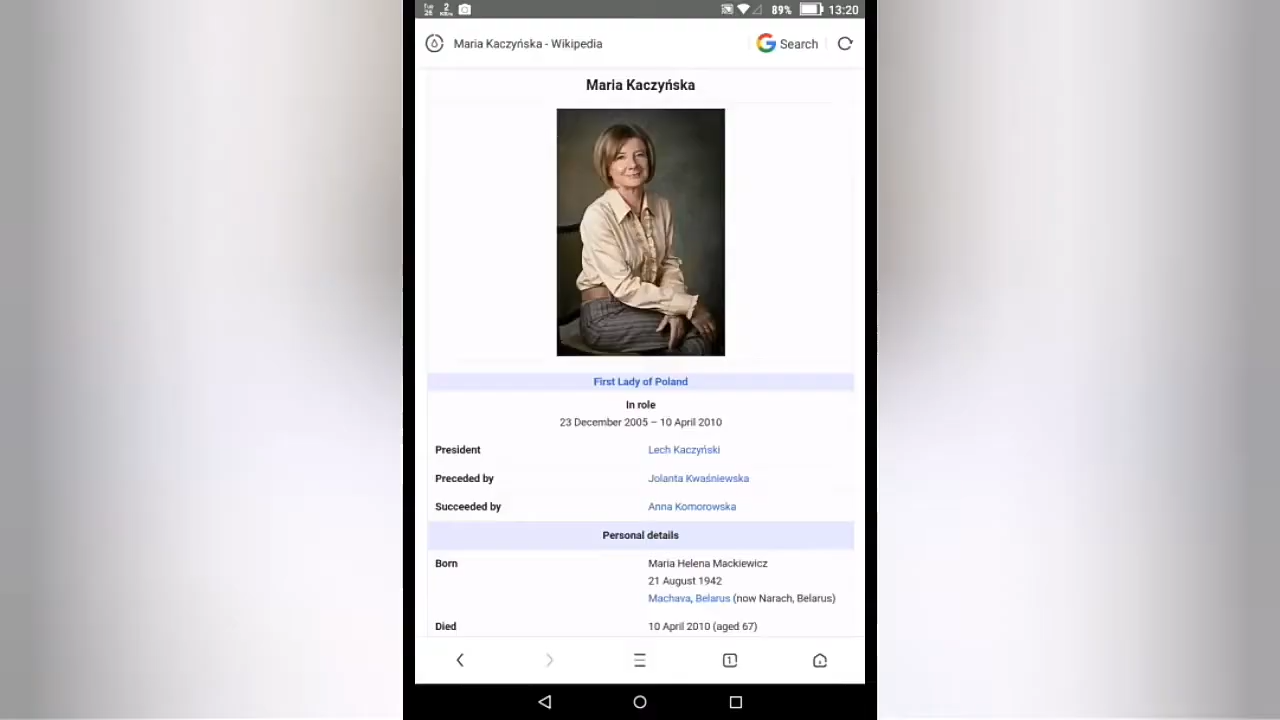 89% 13:20
Maria Kaczyńska - Wikipedia
Search
Maria Kaczyńska
First Lady of Poland
In role
23 December 2005 – 10 April 2010
President Lech Kaczyński
Preceded by Jolanta Kwaśniewska
Succeeded by Anna Komorowska
Personal details
Born Maria Helena Mackiewicz
21 August 1942
Machava, Belarus (now Narach, Belarus)
Died 10 April 2010 (aged 67)
1